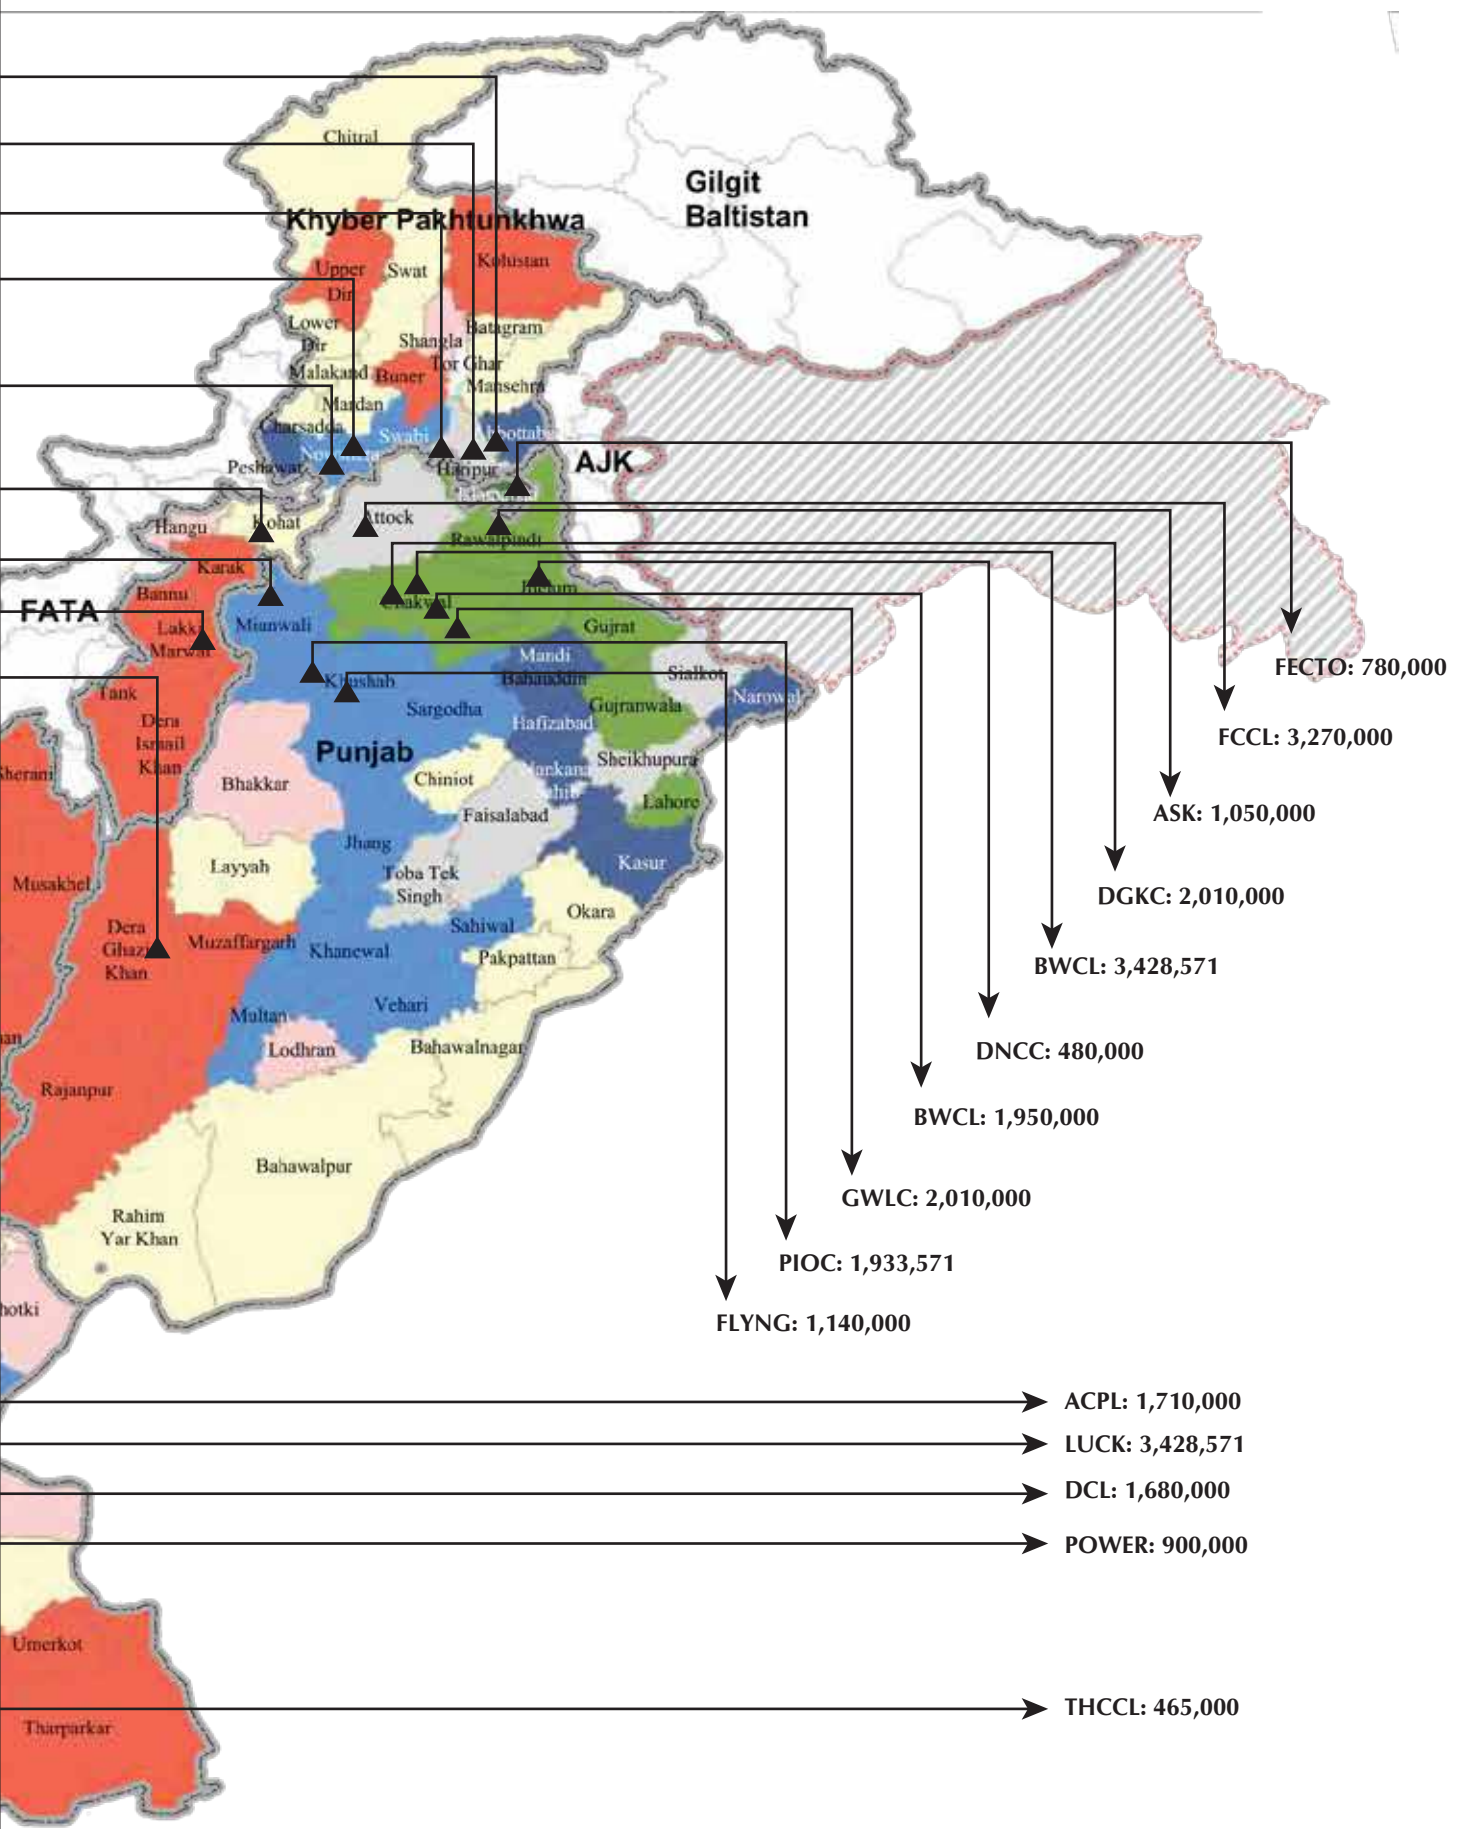 Chitral
Gilgit
Baltistan
Khyber Pakhtunkhwa
Upper
Dir
Swat
Kohistan
Lower
Dir
Shangla
Batagram
Tor Ghar
Malakand
Buner
Mansehra
Mardan
Charsadda
Swabi
Abbottabad
Nowshera
Peshawar
Haripur
AJK
Islamabad
Hangu
Kohat
Attock
Rawalpindi
Karak
Bannu
Chakwal
Jhelum
FATA
Lakki
Marwat
Mianwali
Gujrat
Mandi
Bahauddin
Sialkot
FECTO: 780,000
Tank
Khushab
Narowal
Sargodha
Gujranwala
Hafizabad
Dera
Ismail
Khan
FCCL: 3,270,000
Punjab
Sheikhupura
Sherani
Bhakkar
Chiniot
Nankana
Sahib
Lahore
Faisalabad
ASK: 1,050,000
Jhang
Kasur
Layyah
Toba Tek
Singh
Musakhel
DGKC: 2,010,000
Okara
Dera
Ghazi
Khan
Muzaffargarh
Sahiwal
Khanewal
Pakpattan
BWCL: 3,428,571
Vehari
Multan
an
Lodhran
Bahawalnagar
DNCC: 480,000
Rajanpur
BWCL: 1,950,000
Bahawalpur
GWLC: 2,010,000
Rahim
Yar Khan
PIOC: 1,933,571
hotki
FLYNG: 1,140,000
ACPL: 1,710,000
LUCK: 3,428,571
DCL: 1,680,000
POWER: 900,000
Umerkot
THCCL: 465,000
Tharparkar